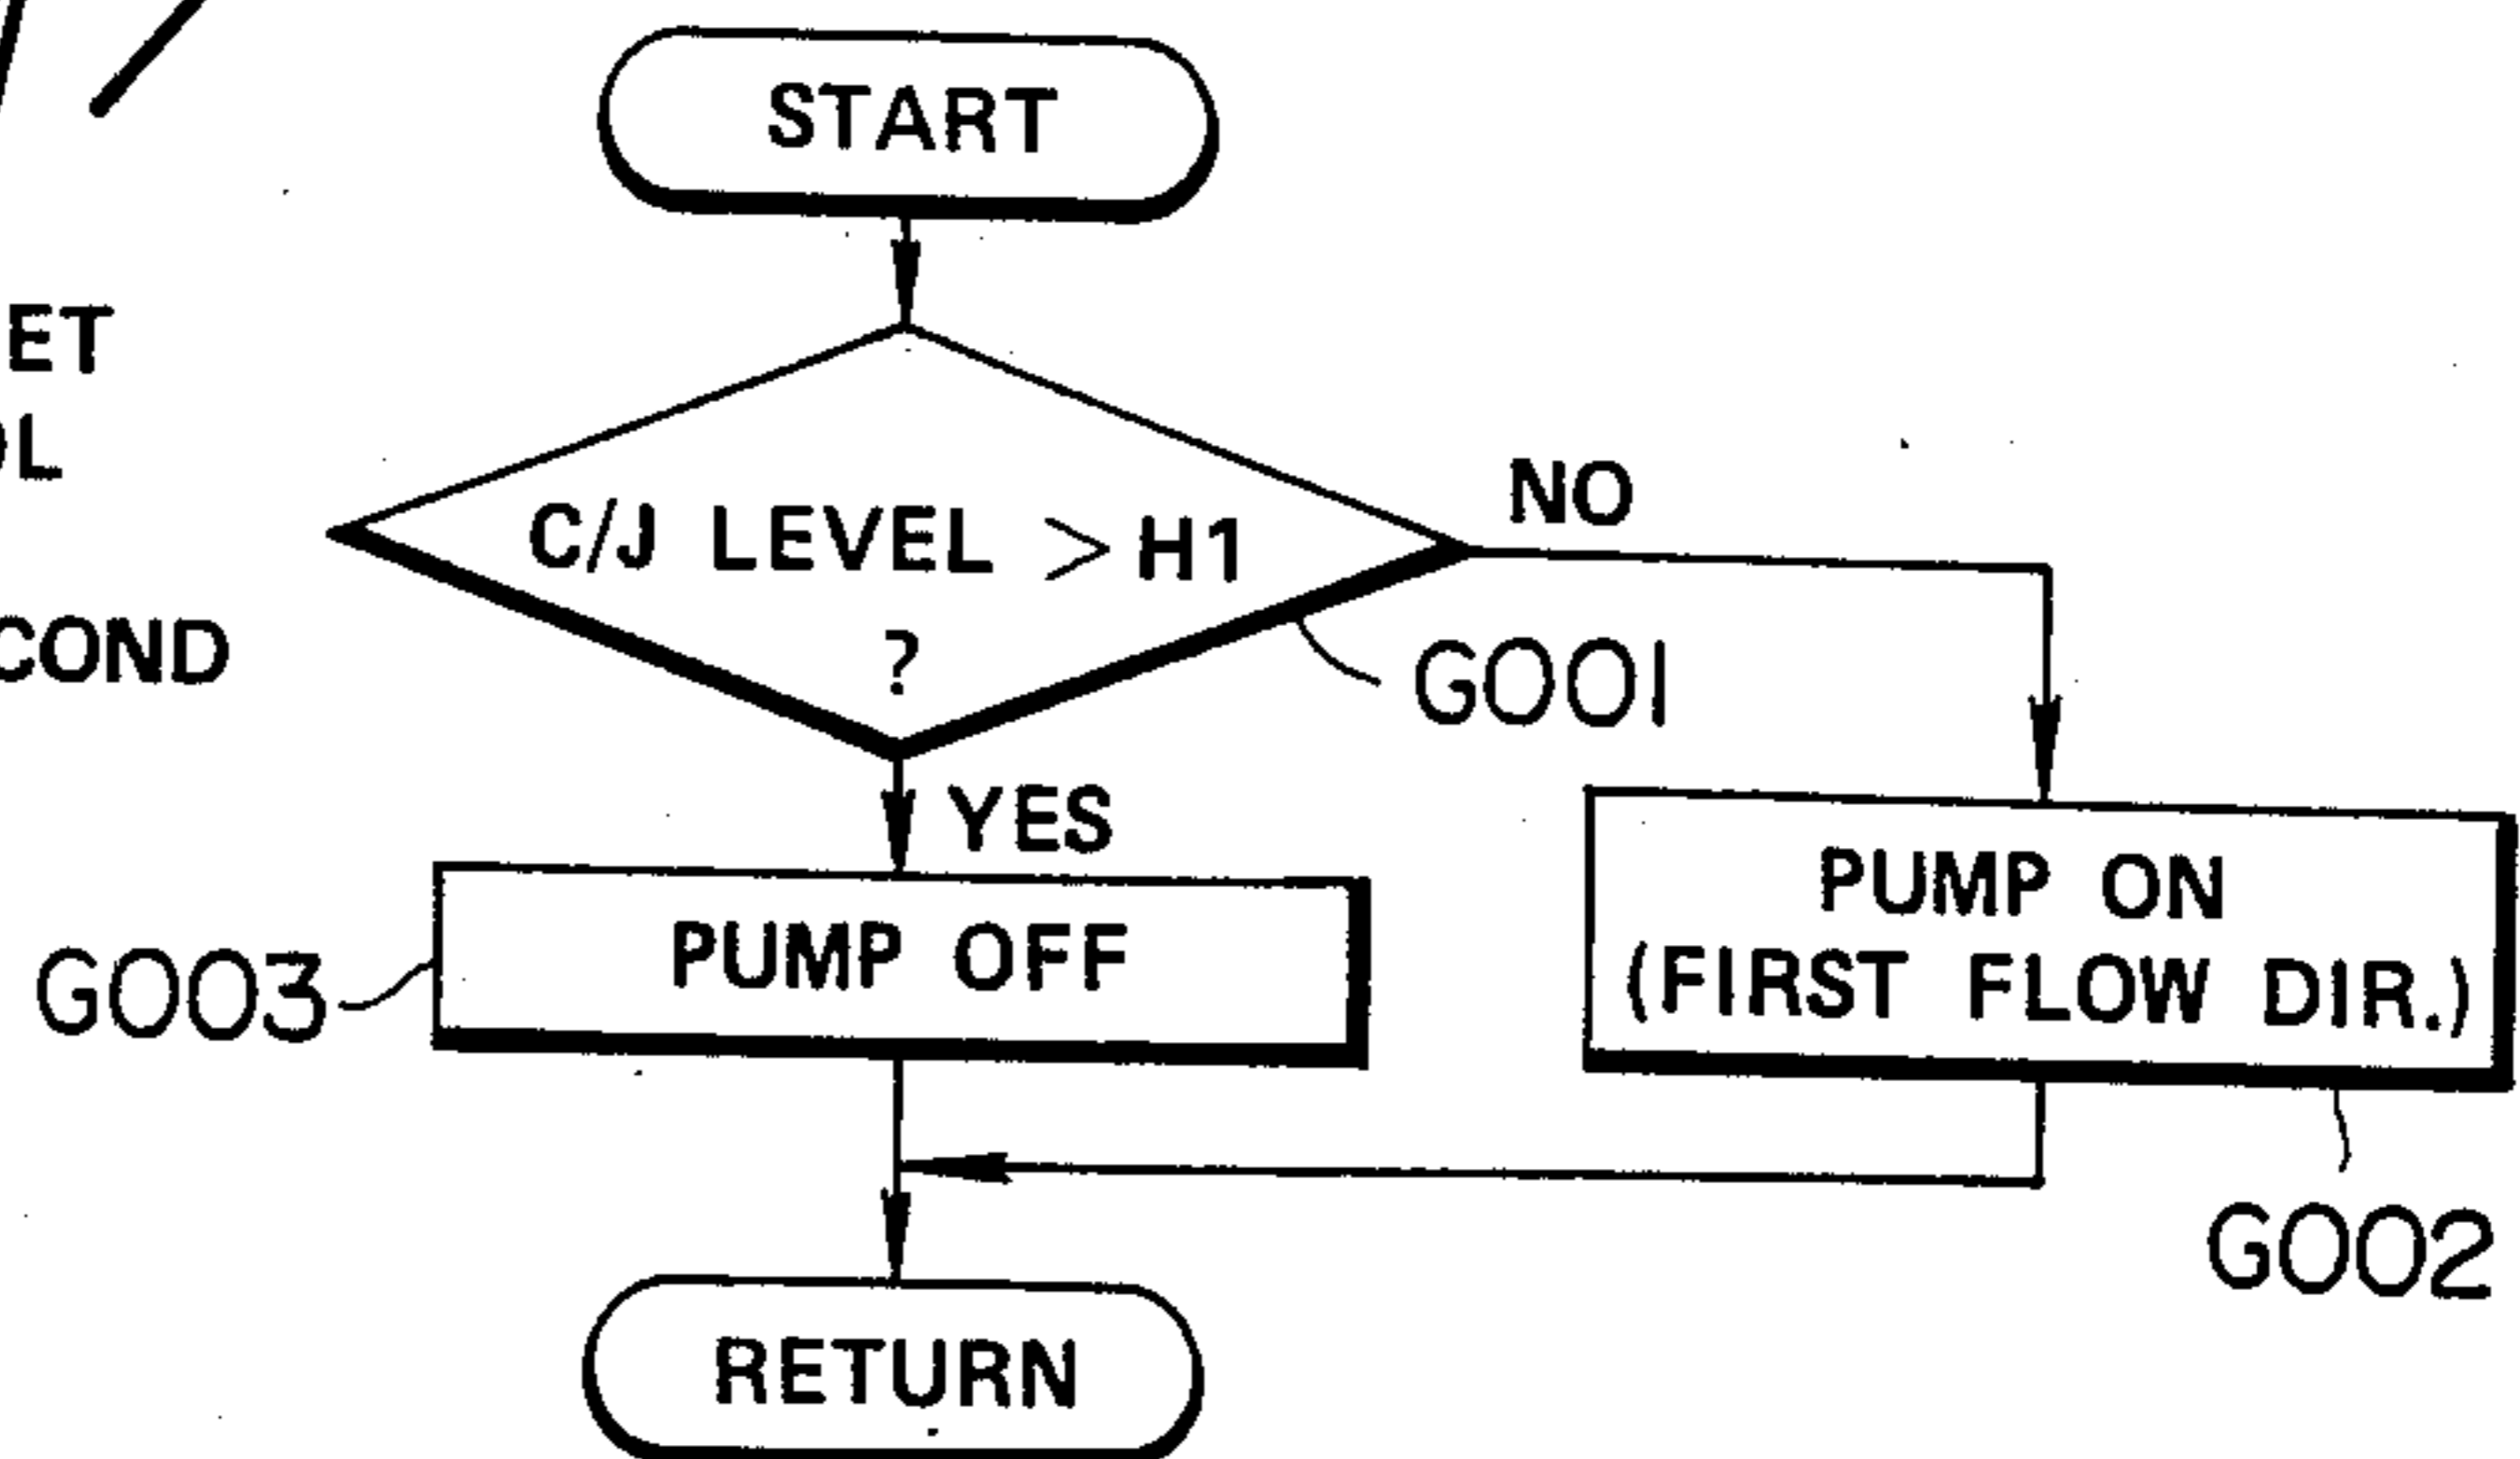 START
ET
OL
COND
C/J LEVEL > H1
?
NO
G001
YES
PUMP OFF
G003
PUMP ON
(FIRST FLOW DIR.)
G002
RETURN